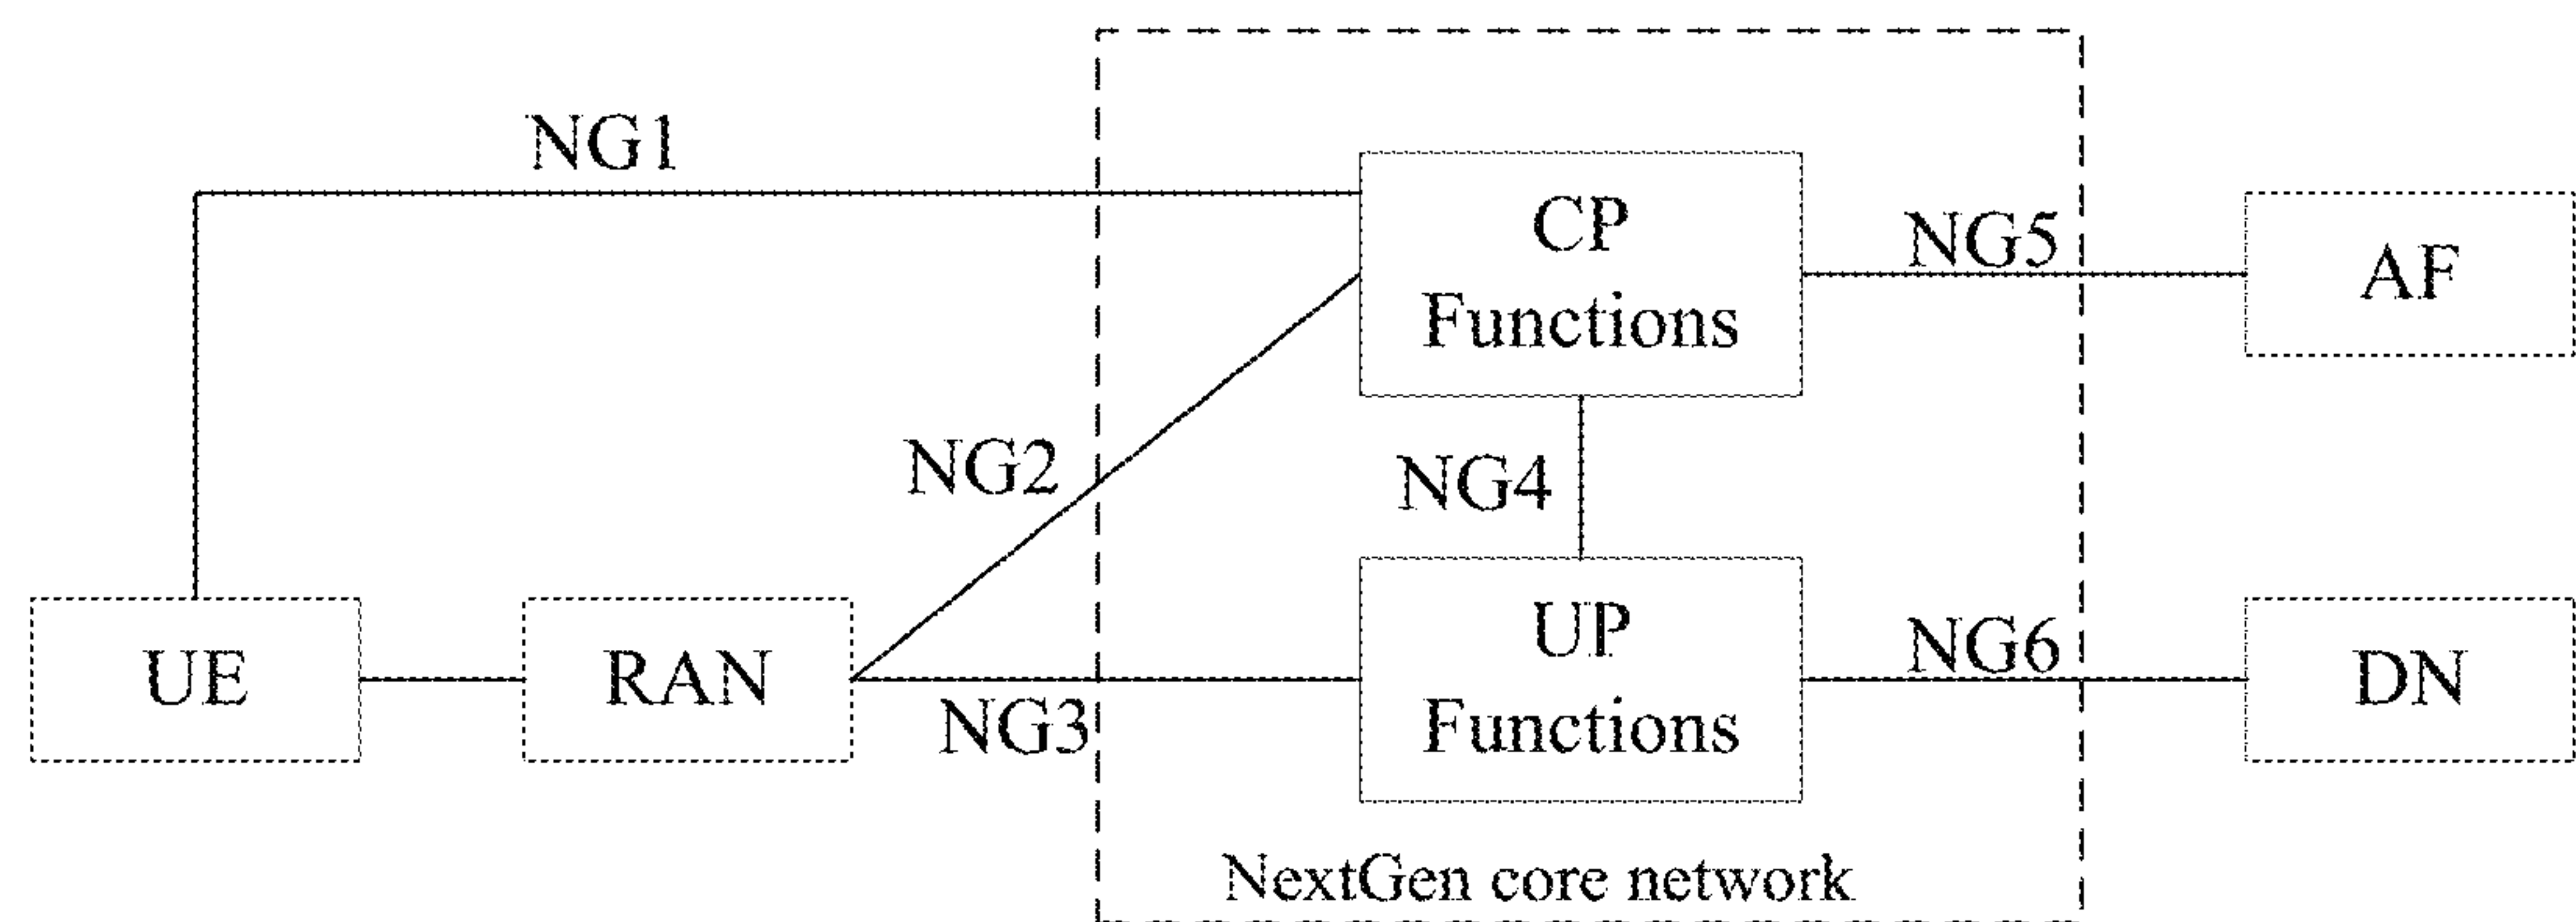 NG1
CP
Functions
NG5
AF
NG2
NG4
UE
RAN
NG3
UP
Functions
NG6
DN
NextGen core network